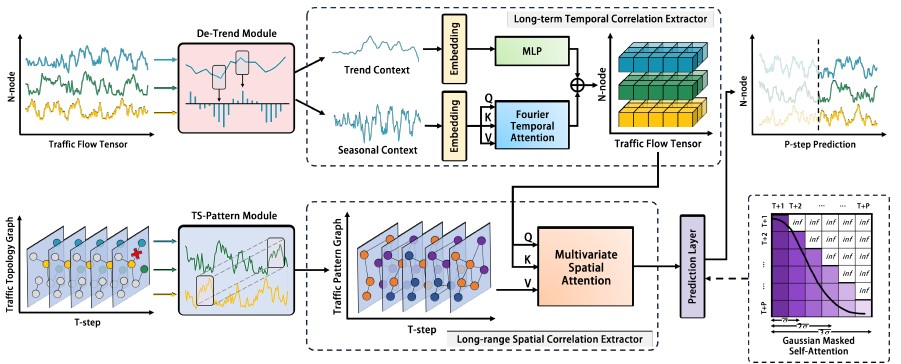 De-Trend Module
N-node
Traffic Flow Tensor
Long-term Temporal Correlation Extractor
Trend Context
Embedding
MLP
Seasonal Context
Embedding
Q
K
V
Fourier
Temporal
Attention
N-node
Traffic Flow Tensor
N-node
P-step Prediction
TS-Pattern Module
Traffic Topology Graph
T-step
Traffic Pattern Graph
T-step
Q
K
V
Multivariate
Spatial
Attention
Long-range Spatial Correlation Extractor
Prediction Layer
T+1 T+2 ... ... T+P
T+1 inf inf inf inf
T+2 inf inf inf
... inf inf
... inf
T+P
σ
2σ
3σ
Gaussian Masked
Self-Attention